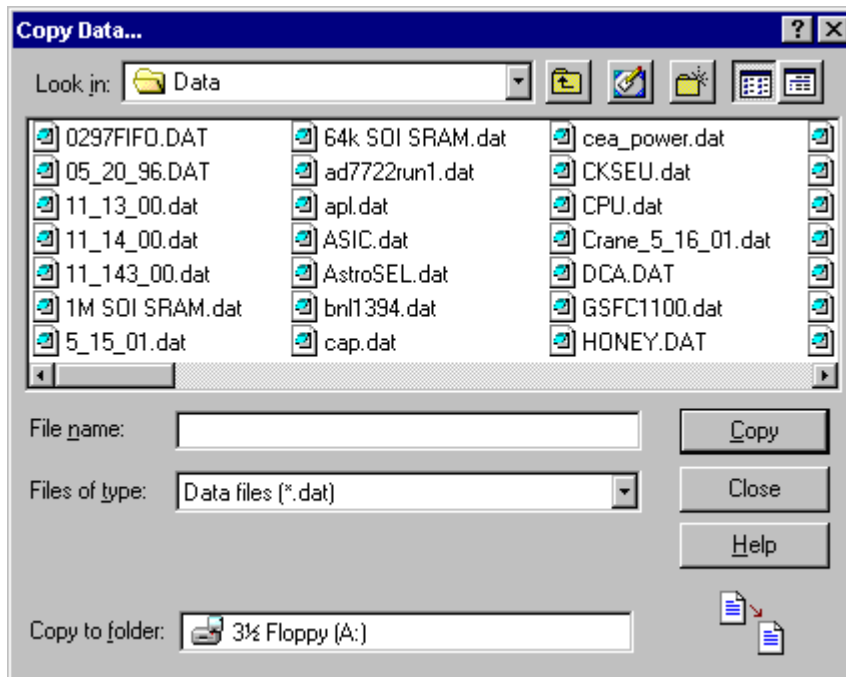 Copy Data...
Look in: Data
0297FIFO.DAT
05_20_96.DAT
11_13_00.dat
11_14_00.dat
11_143_00.dat
1M SOI SRAM.dat
5_15_01.dat
64k SOI SRAM.dat
ad7722run1.dat
apl.dat
ASIC.dat
AstroSEL.dat
bnl1394.dat
cap.dat
cea_power.dat
CKSEU.dat
CPU.dat
Crane_5_16_01.dat
DCA.DAT
GSFC1100.dat
HONEY.DAT
File name:
Copy
Files of type: Data files (*.dat)
Close
Help
Copy to folder: 3½ Floppy (A:)